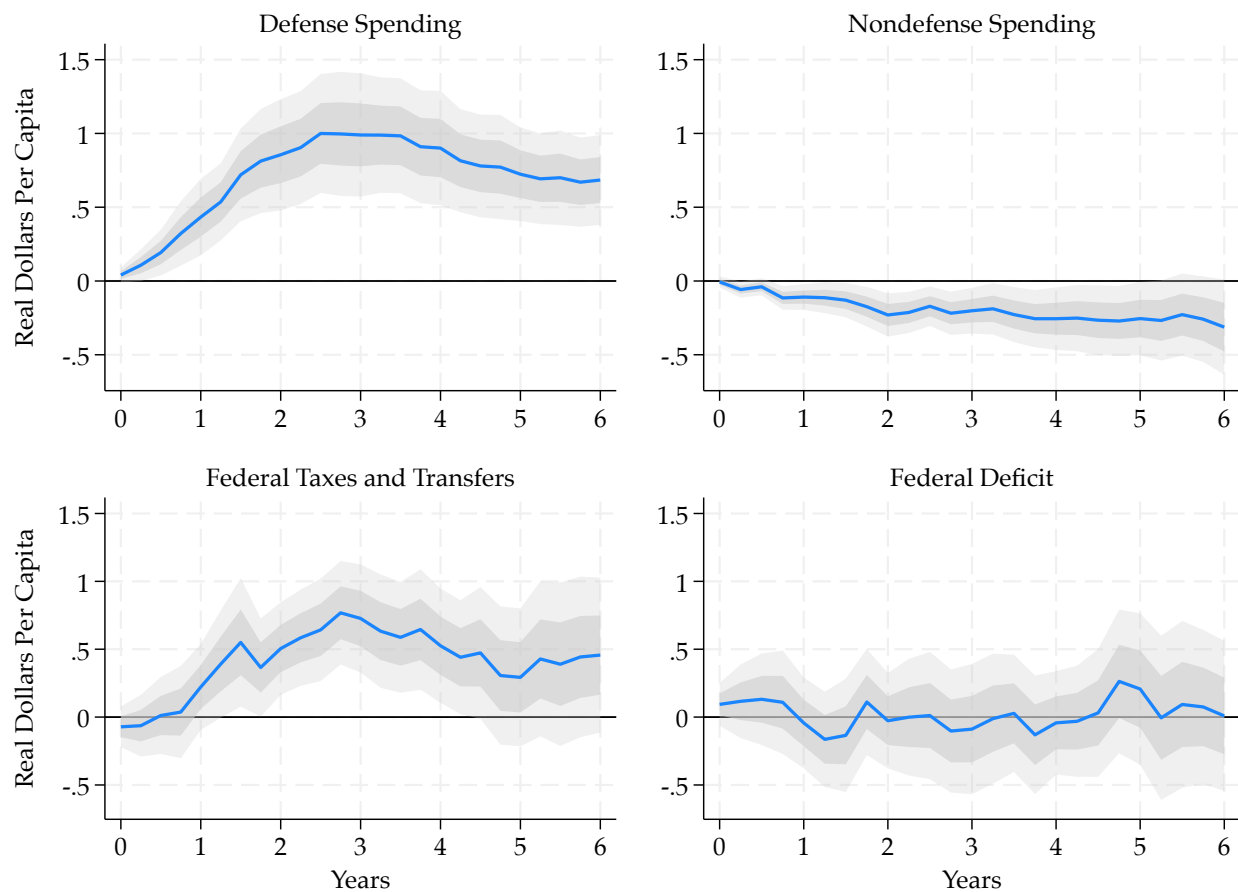 Defense Spending
Nondefense Spending
Real Dollars Per Capita
1.5
1
.5
0
-.5
0 1 2 3 4 5 6
1.5
1
.5
0
-.5
0 1 2 3 4 5 6
Federal Taxes and Transfers
Federal Deficit
Real Dollars Per Capita
1.5
1
.5
0
-.5
0 1 2 3 4 5 6
Years
1.5
1
.5
0
-.5
0 1 2 3 4 5 6
Years